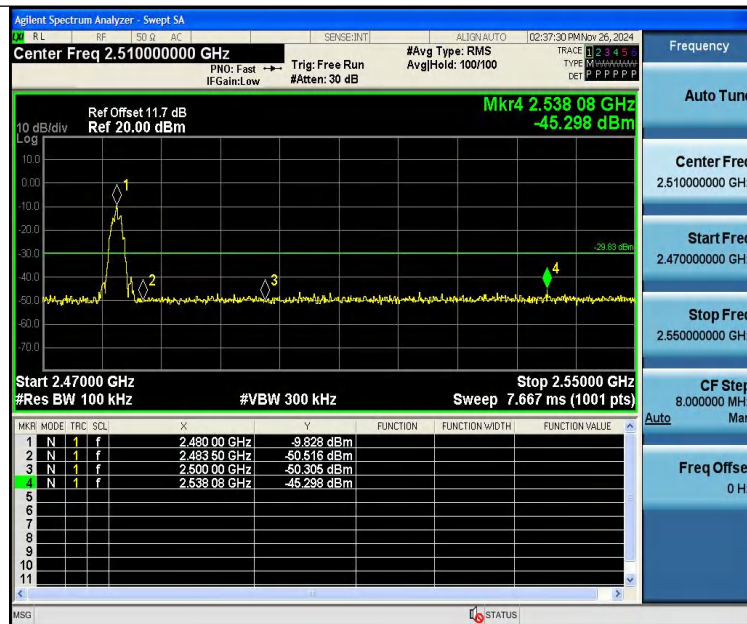 Agilent Spectrum Analyzer - Swept SA
LXI RL RF 50 Ω AC SENSE:INT ALIGNAUTO 02:37:30 PM Nov 26, 2024
Center Freq 2.510000000 GHz
PNO: Fast
IFGain:Low
Trig: Free Run
#Atten: 30 dB
#Avg Type: RMS
Avg|Hold: 100/100
TRACE 1 2 3 4 5 6
TYPE M
DET P P P P P P
Mkr4 2.538 08 GHz
-45.298 dBm
Ref Offset 11.7 dB
10 dB/div Ref 20.00 dBm
Log
10.0
0.00
-10.0
-20.0
-30.0
-40.0
-50.0
-60.0
-70.0
1
2
3
4
-29.83 dBm
Start 2.47000 GHz Stop 2.55000 GHz
#Res BW 100 kHz #VBW 300 kHz Sweep 7.667 ms (1001 pts)
MKR MODE TRC SCL X Y FUNCTION FUNCTION WIDTH FUNCTION VALUE
1 N 1 f 2.480 00 GHz -9.828 dBm
2 N 1 f 2.483 50 GHz -50.516 dBm
3 N 1 f 2.500 00 GHz -50.305 dBm
4 N 1 f 2.538 08 GHz -45.298 dBm
5
6
7
8
9
10
11
MSG STATUS
Frequency
Auto Tune
Center Freq
2.510000000 GH
Start Freq
2.470000000 GH
Stop Freq
2.550000000 GH
CF Step
8.000000 MH
Auto Man
Freq Offse
0 H